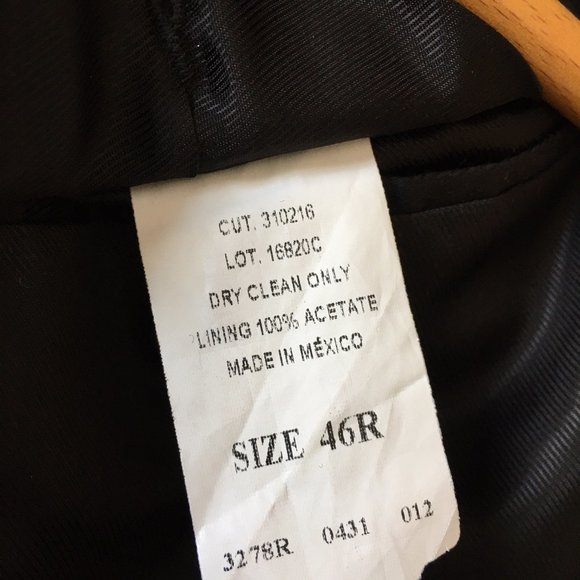 CUT. 310216
LOT. 16820C
DRY CLEAN ONLY
LINING 100% ACETATE
MADE IN MÉXICO
SIZE 46R
3278R 0431 012